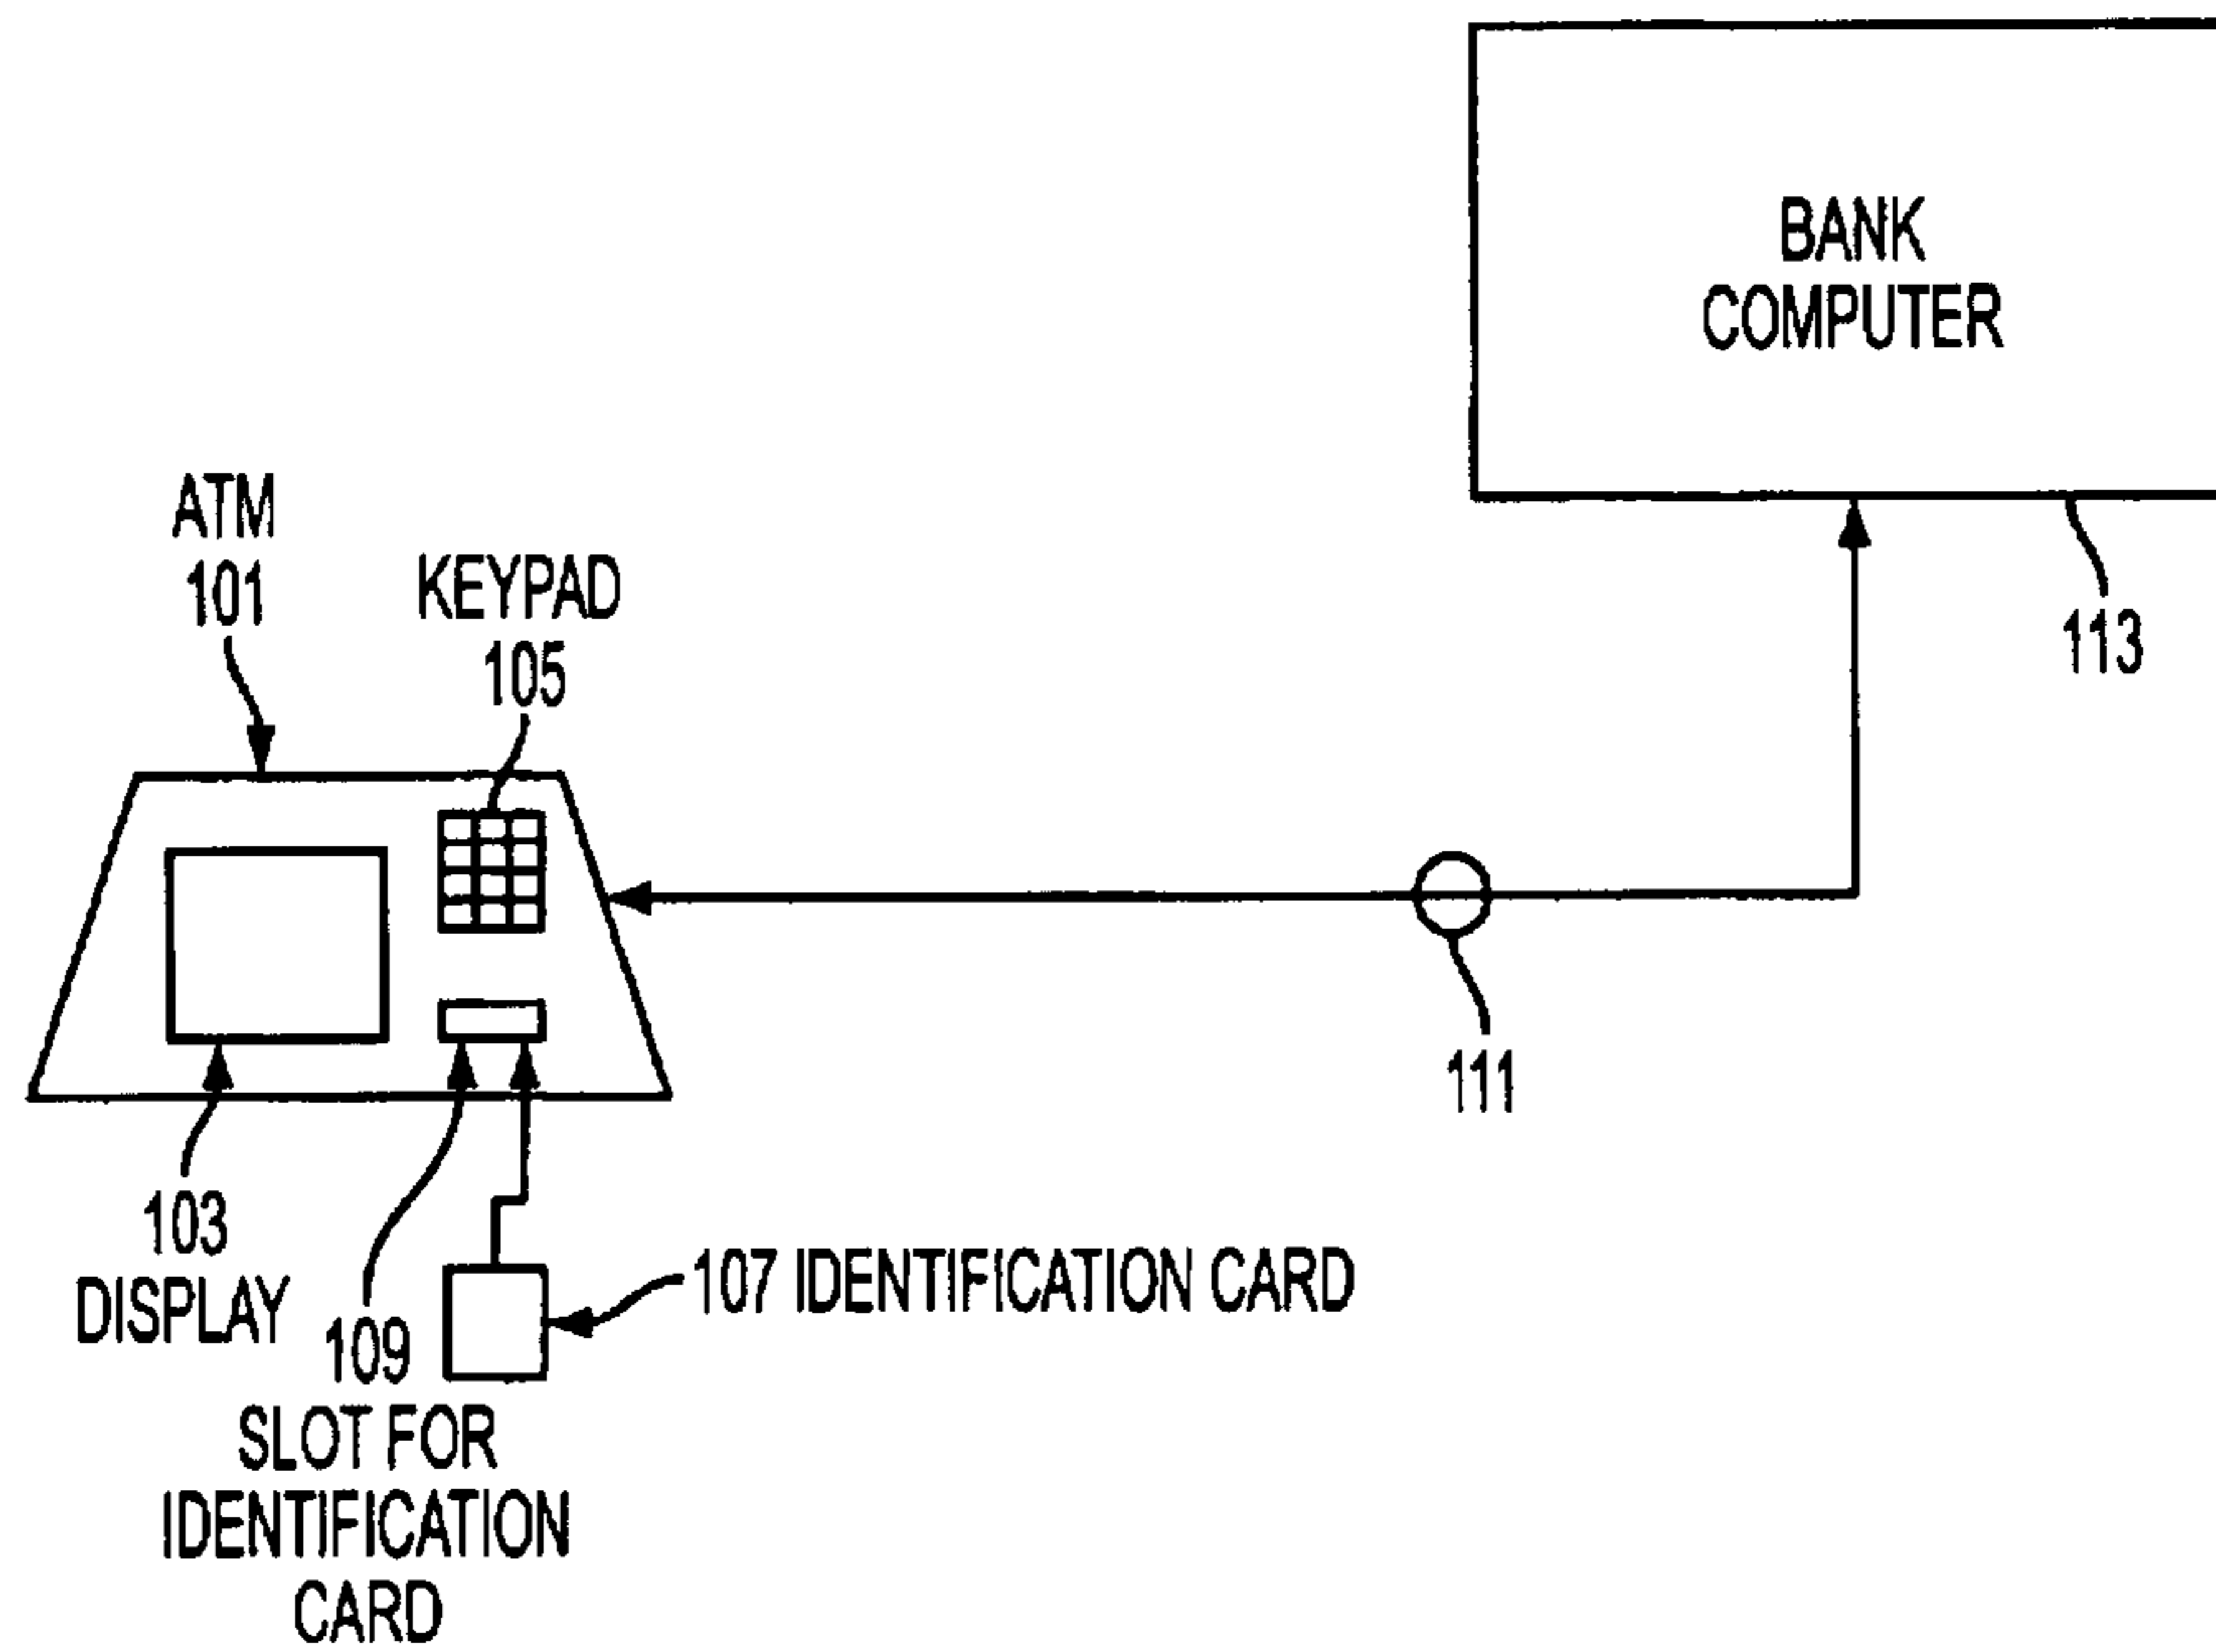 BANK
COMPUTER
113
ATM
101
KEYPAD
105
111
103
DISPLAY
109
SLOT FOR
IDENTIFICATION
CARD
107 IDENTIFICATION CARD